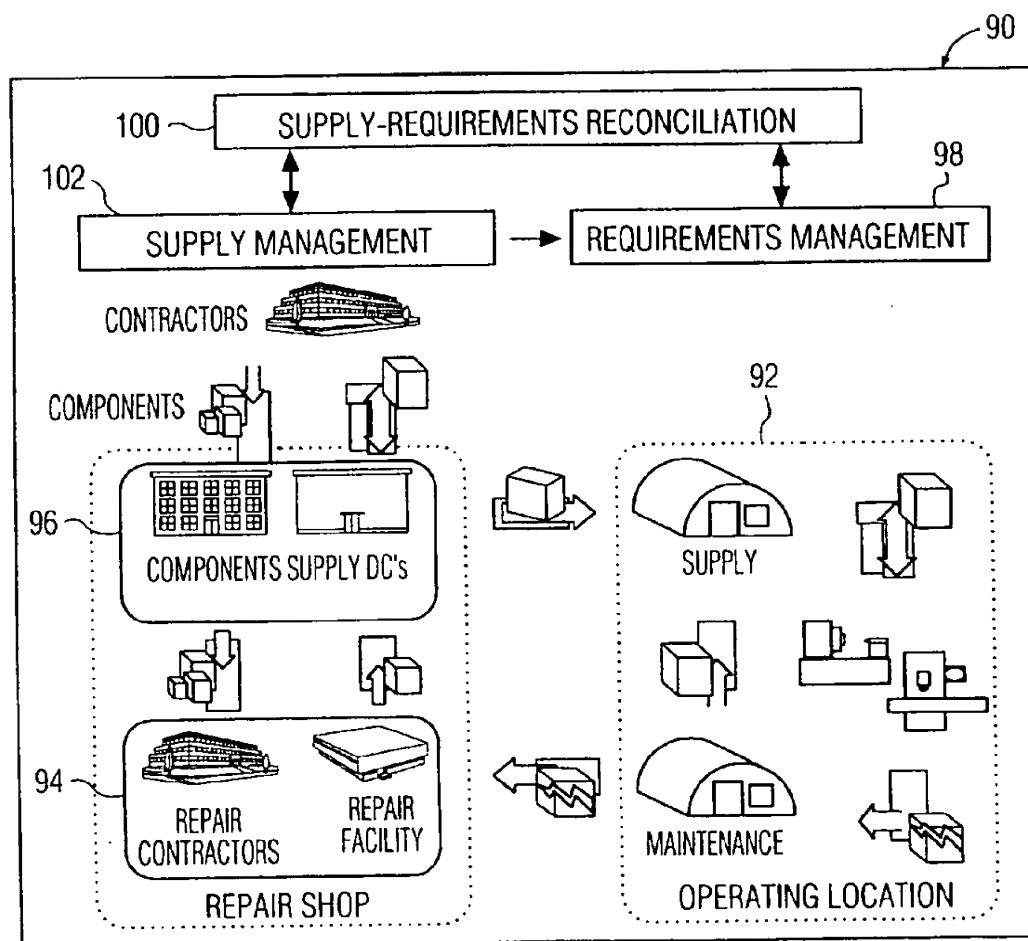 90
100
SUPPLY-REQUIREMENTS RECONCILIATION
102
98
SUPPLY MANAGEMENT
REQUIREMENTS MANAGEMENT
CONTRACTORS
COMPONENTS
92
96
COMPONENTS SUPPLY DC's
SUPPLY
94
REPAIR
CONTRACTORS
REPAIR
FACILITY
MAINTENANCE
REPAIR SHOP
OPERATING LOCATION